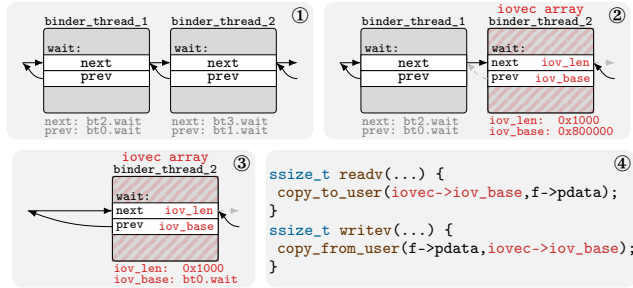 ①
binder_thread_1 binder_thread_2
wait: wait:
next next
prev prev
next: bt2.wait next: bt3.wait
prev: bt0.wait prev: bt1.wait
②
iovec array
binder_thread_1 binder_thread_2
wait: wait:
next next iov_len
prev prev iov_base
next: bt2.wait iov_len: 0x1000
prev: bt0.wait iov_base: 0x800000
③
iovec array
binder_thread_2
wait:
next iov_len
prev iov_base
iov_len: 0x1000
iov_base: bt0.wait
④
ssize_t readv(...) {
copy_to_user(iovec->iov_base,f->pdata);
}
ssize_t writev(...) {
copy_from_user(f->pdata,iovec->iov_base);
}